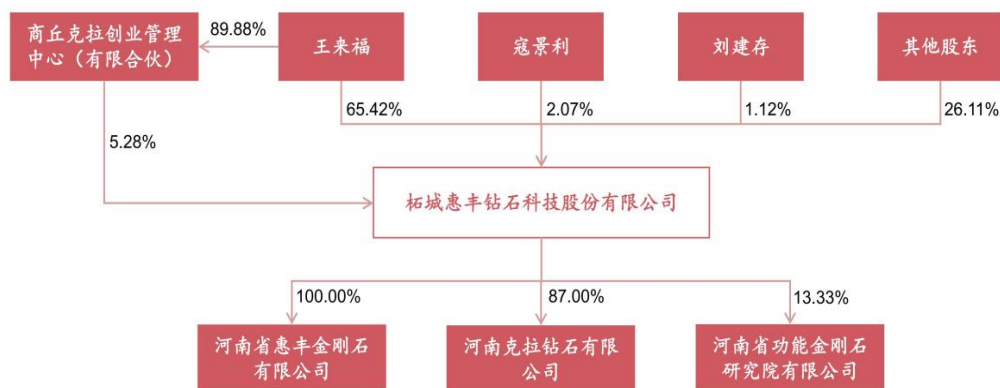 商丘克拉创业管理
中心（有限合伙）
89.88%
王来福
寇景利
刘建存
其他股东
65.42%
2.07%
1.12%
26.11%
5.28%
柘城惠丰钻石科技股份有限公司
100.00%
87.00%
13.33%
河南省惠丰金刚石
有限公司
河南克拉钻石有限
公司
河南省功能金刚石
研究院有限公司